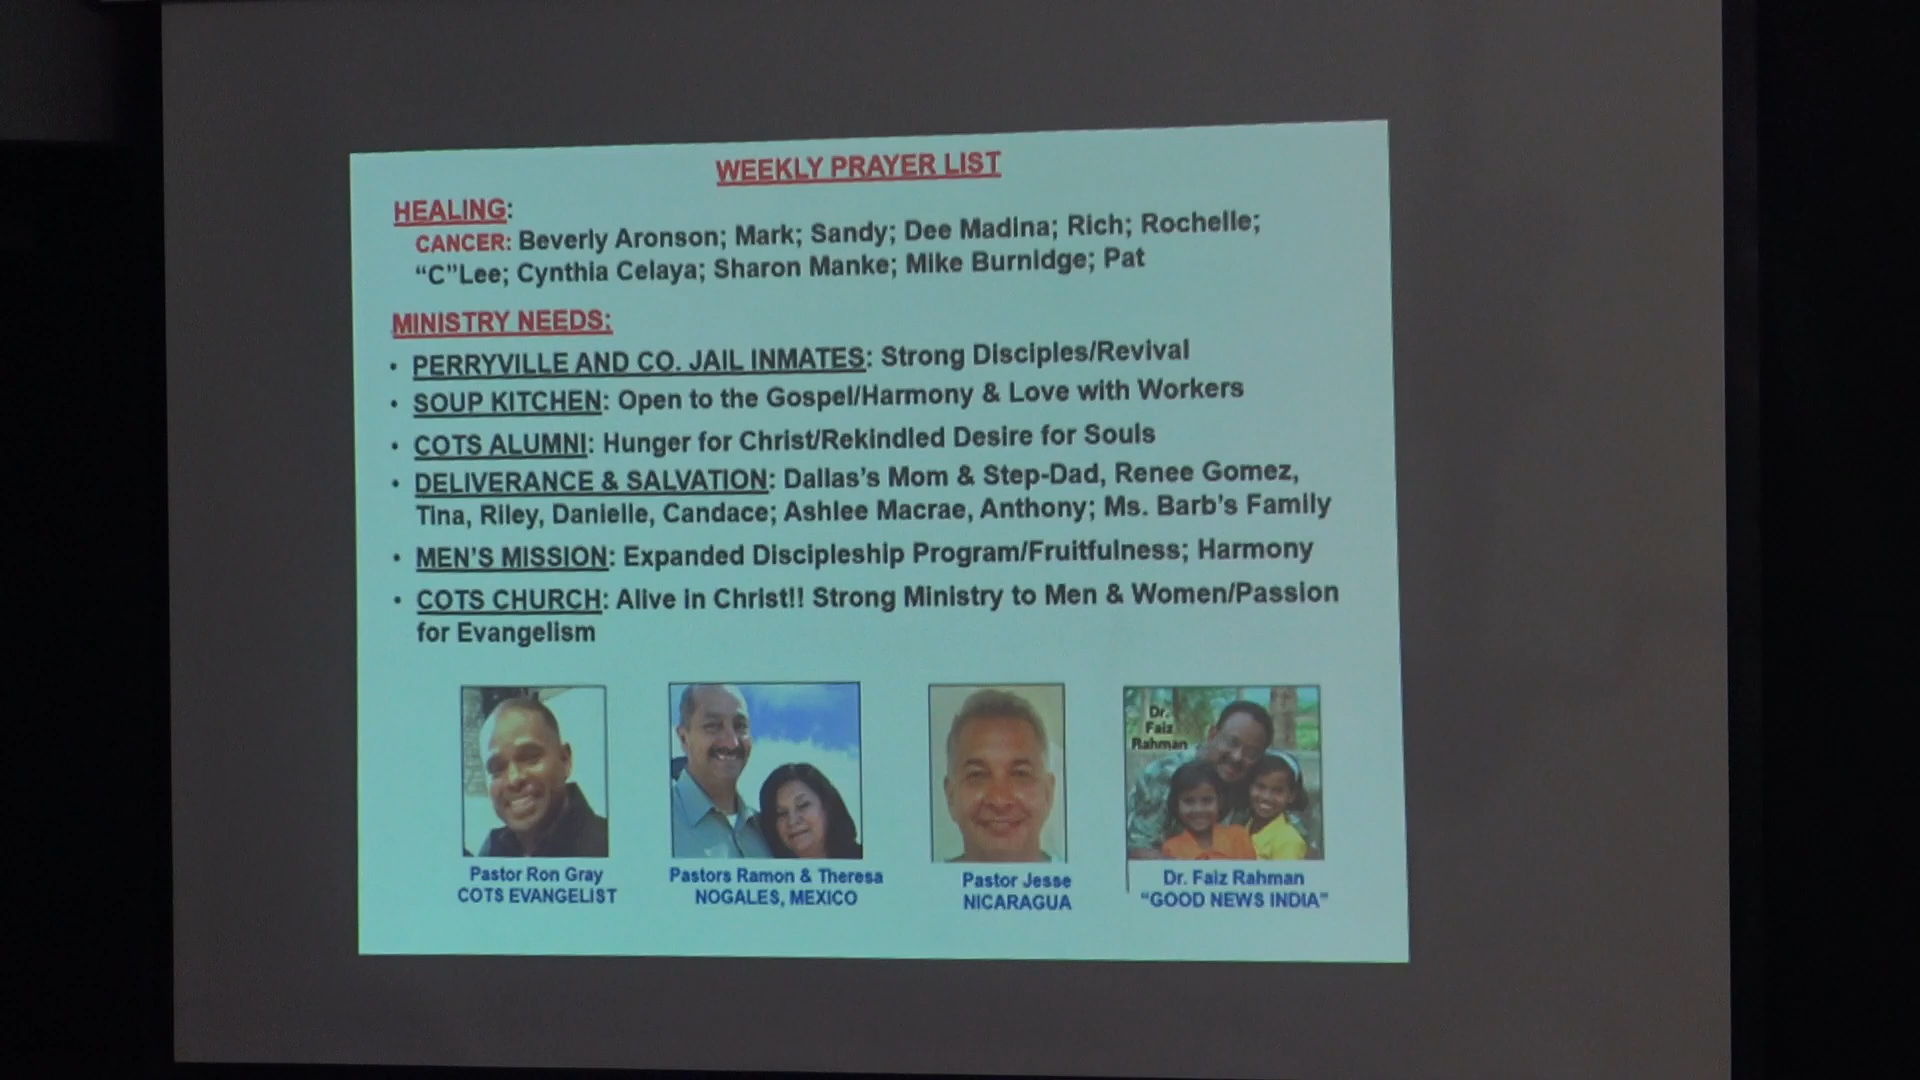 WEEKLY PRAYER LIST
HEALING:
CANCER: Beverly Aronson; Mark; Sandy; Dee Madina; Rich; Rochelle;
“C”Lee; Cynthia Celaya; Sharon Manke; Mike Burnidge; Pat
MINISTRY NEEDS:
• PERRYVILLE AND CO. JAIL INMATES: Strong Disciples/Revival
• SOUP KITCHEN: Open to the Gospel/Harmony & Love with Workers
• COTS ALUMNI: Hunger for Christ/Rekindled Desire for Souls
• DELIVERANCE & SALVATION: Dallas’s Mom & Step-Dad, Renee Gomez,
Tina, Riley, Danielle, Candace; Ashlee Macrae, Anthony; Ms. Barb’s Family
• MEN’S MISSION: Expanded Discipleship Program/Fruitfulness; Harmony
• COTS CHURCH: Alive in Christ!! Strong Ministry to Men & Women/Passion
for Evangelism
Dr.
Faiz
Rahman
Pastor Ron Gray
COTS EVANGELIST
Pastors Ramon & Theresa
NOGALES, MEXICO
Pastor Jesse
NICARAGUA
Dr. Faiz Rahman
“GOOD NEWS INDIA”